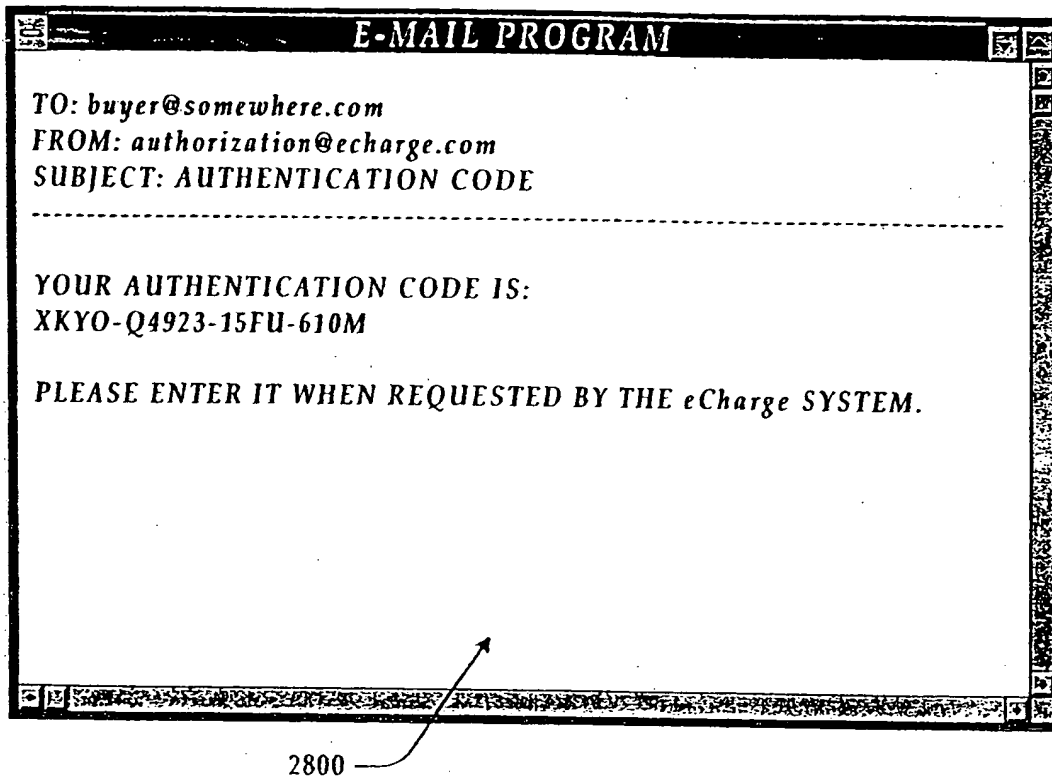 E-MAIL PROGRAM
TO: buyer@somewhere.com
FROM: authorization@echarge.com
SUBJECT: AUTHENTICATION CODE
YOUR AUTHENTICATION CODE IS:
XKYO-Q4923-15FU-610M
PLEASE ENTER IT WHEN REQUESTED BY THE eCharge SYSTEM.
2800